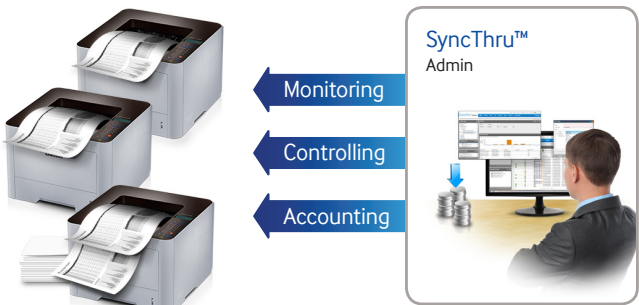 SyncThru™
Admin
Monitoring
Controlling
Accounting